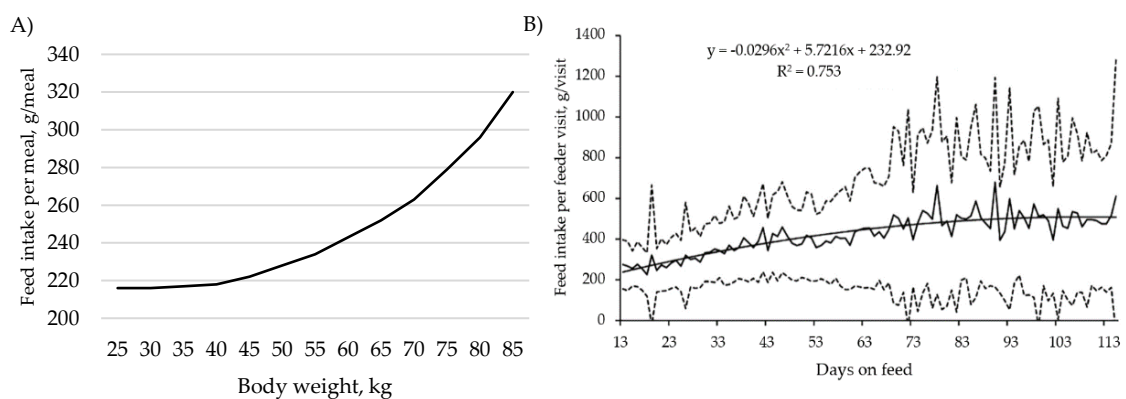 A)
Feed intake per meal, g/meal
340
320
300
280
260
240
220
200
25 30 35 40 45 50 55 60 65 70 75 80 85
Body weight, kg
B)
Feed intake per feeder visit, g/visit
1400
1200
1000
800
600
400
200
0
y = -0.0296x² + 5.7216x + 232.92
R² = 0.753
13 23 33 43 53 63 73 83 93 103 113
Days on feed